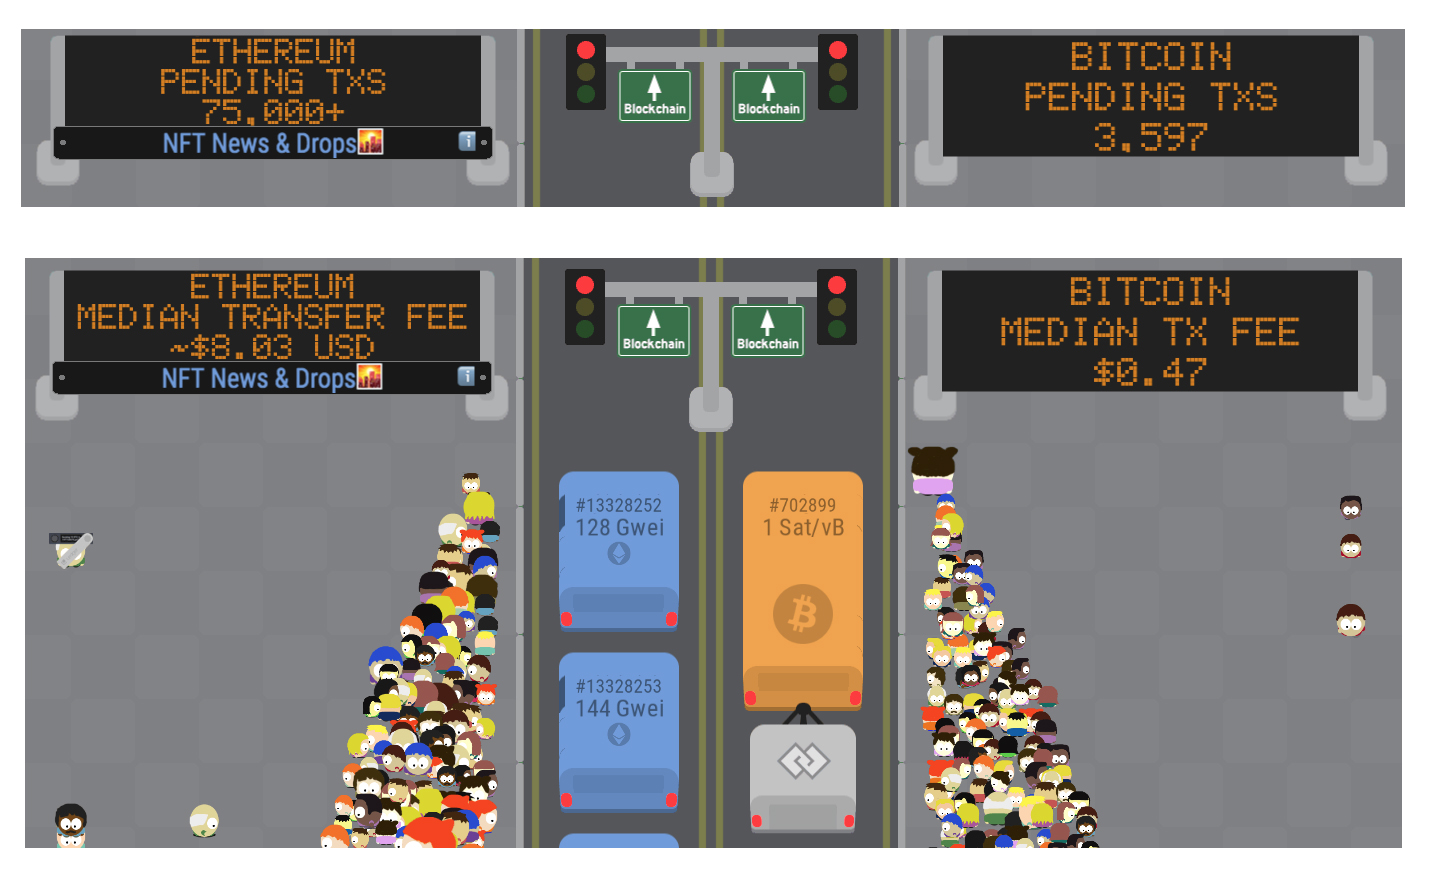 ETHEREUM
PENDING TXS
75,000+
NFT News & Drops
Blockchain
Blockchain
BITCOIN
PENDING TXS
3,597
ETHEREUM
MEDIAN TRANSFER FEE
~$8.03 USD
NFT News & Drops
Blockchain
Blockchain
BITCOIN
MEDIAN TX FEE
$0.47
#13328252
128 Gwei
#702899
1 Sat/vB
#13328253
144 Gwei